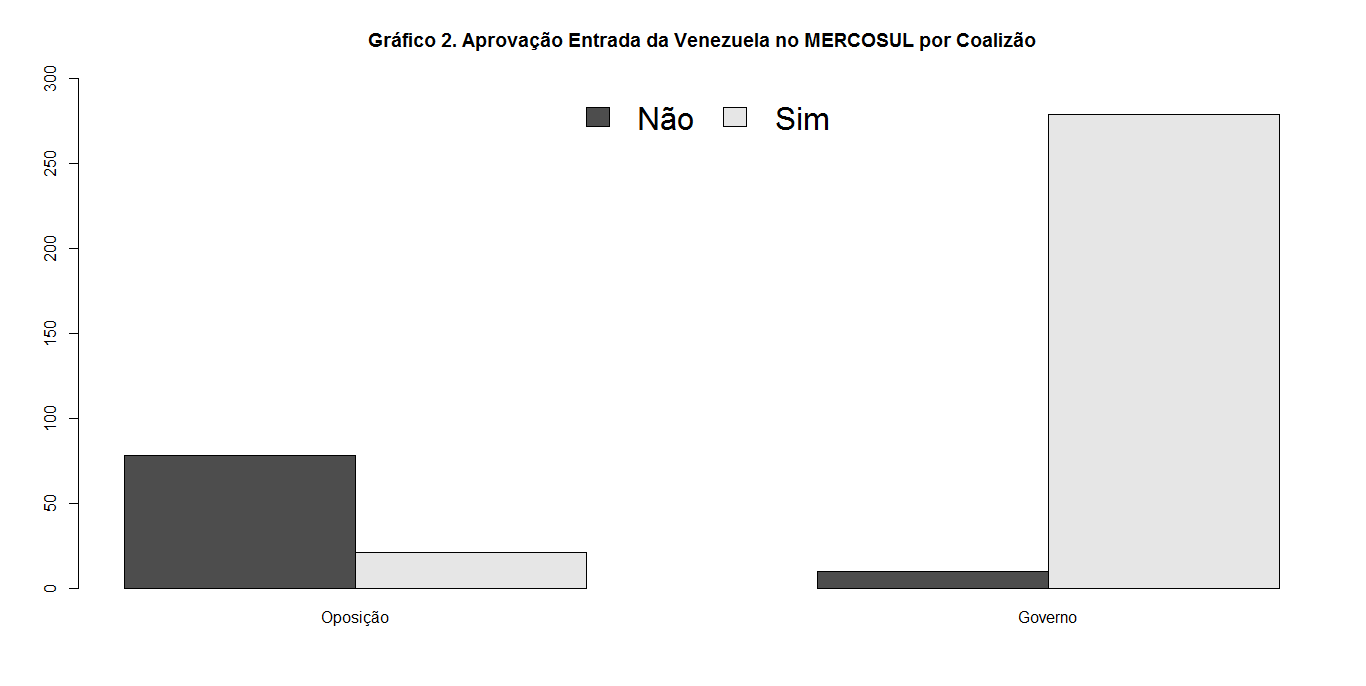 Gráfico 2. Aprovação Entrada da Venezuela no MERCOSUL por Coalizão
Não Sim
300
250
200
150
100
50
0
Oposição Governo